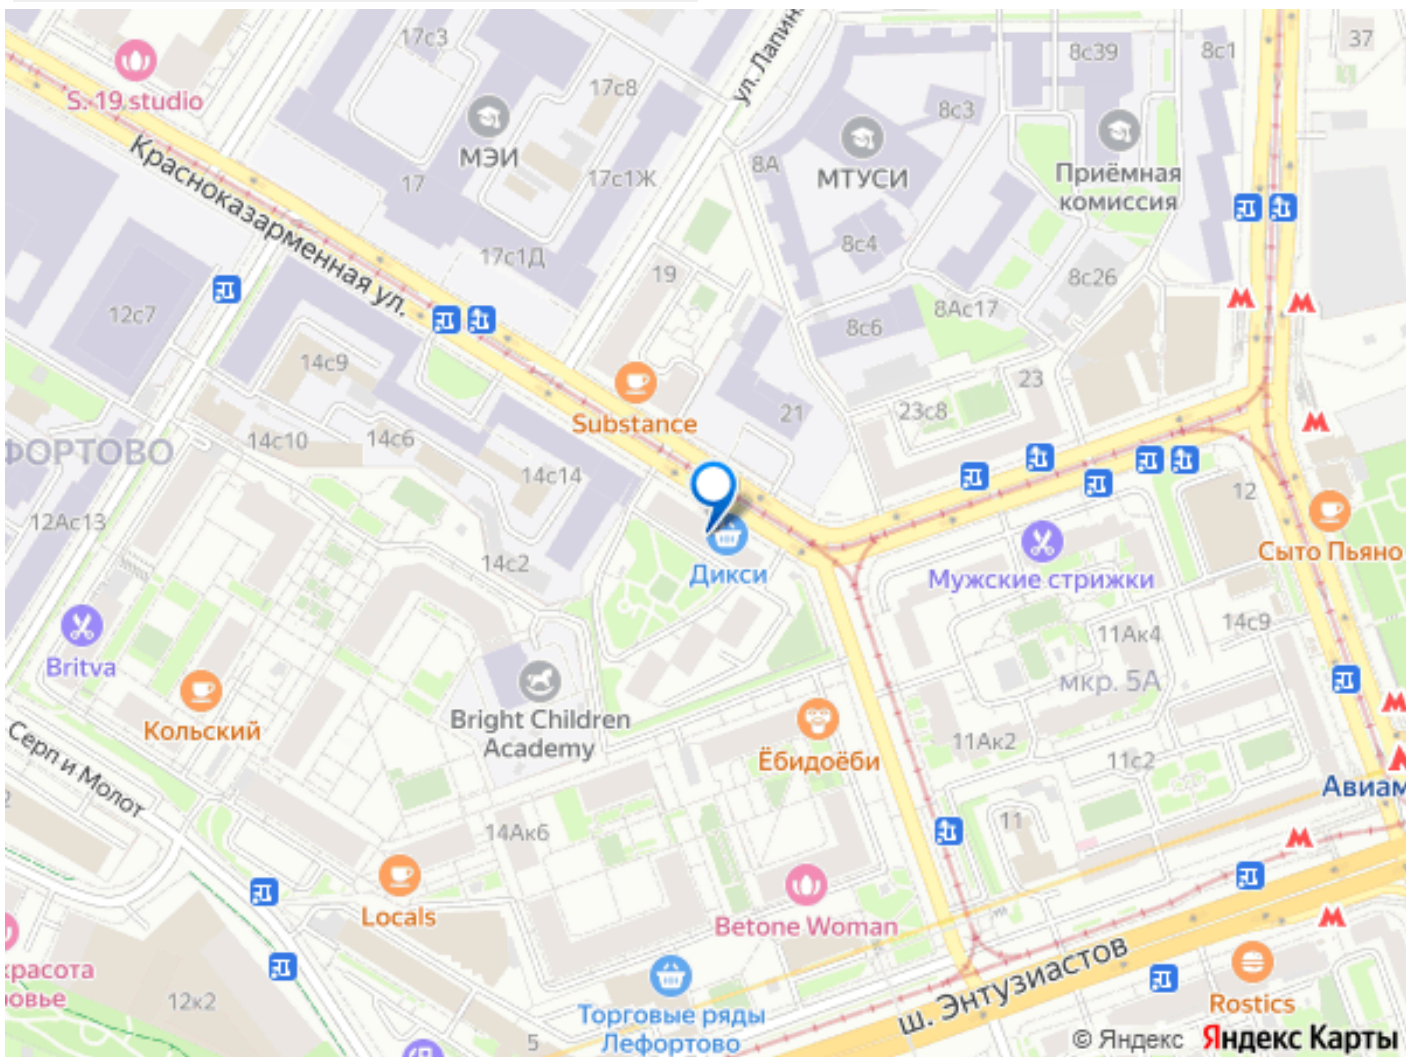 17с3
8с39
8с1
37
S. 19 studio
МЭИ
17с8
ул. Лапин
8с3
МТУСИ
8А
Приёмная
комиссия
Красноказарменная ул.
17
17с1Ж
17с1Д
8с4
8с26
19
12с7
8Ас17
8с6
14с9
23
Substance
21
23с8
14с10
14с6
ФОРТОВО
14с14
12
12Ас13
Дикси
Сыто Пьяно
Мужские стрижки
14с2
11Ак4
14с9
Britva
мкр. 5А
Кольский
Bright Children
Academy
Ёбидоёби
11Ак2
11с2
Серп и Молот
2
Авиам
14Ак6
11
Locals
Betone Woman
красота
ровье
12к2
Торговые ряды
Лефортово
5
ш. Энтузиастов
Rostics
© Яндекс Яндекс Карты